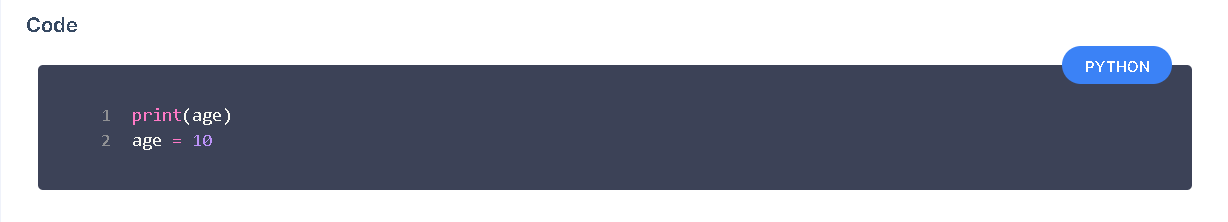 Code
PYTHON
1 print(age)
2 age = 10